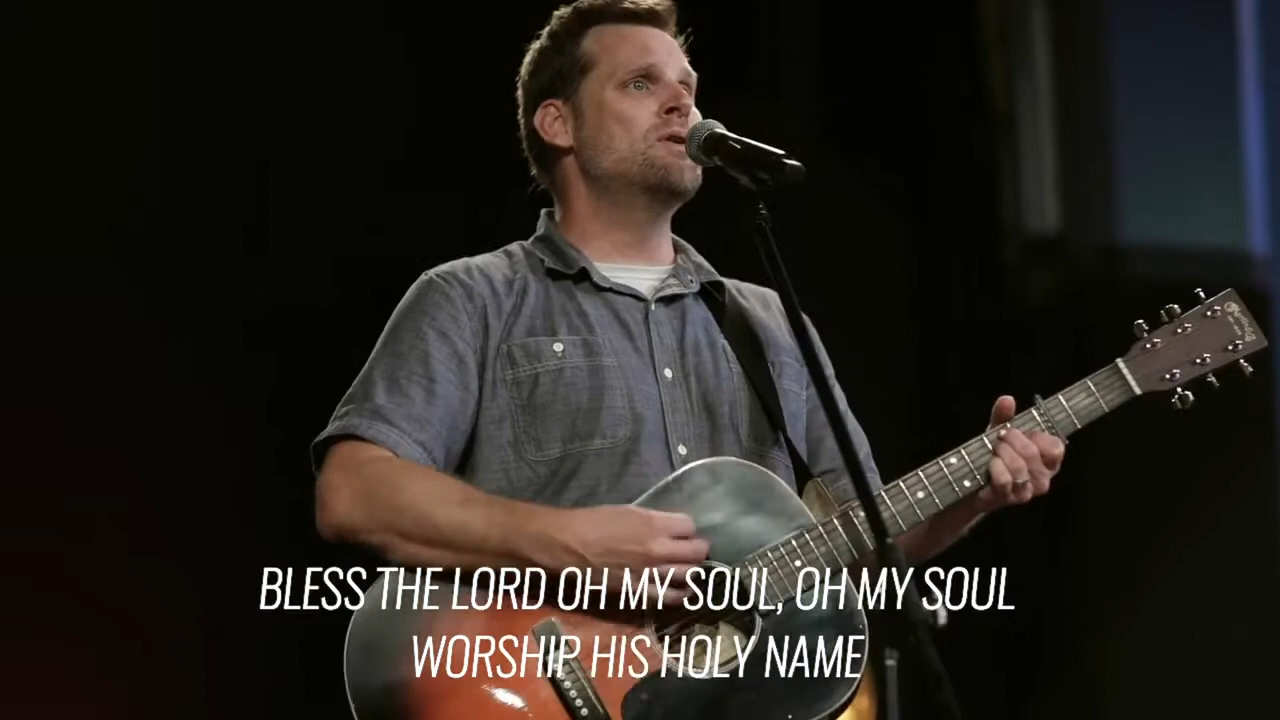 BLESS THE LORD OH MY SOUL, OH MY SOUL
WORSHIP HIS HOLY NAME